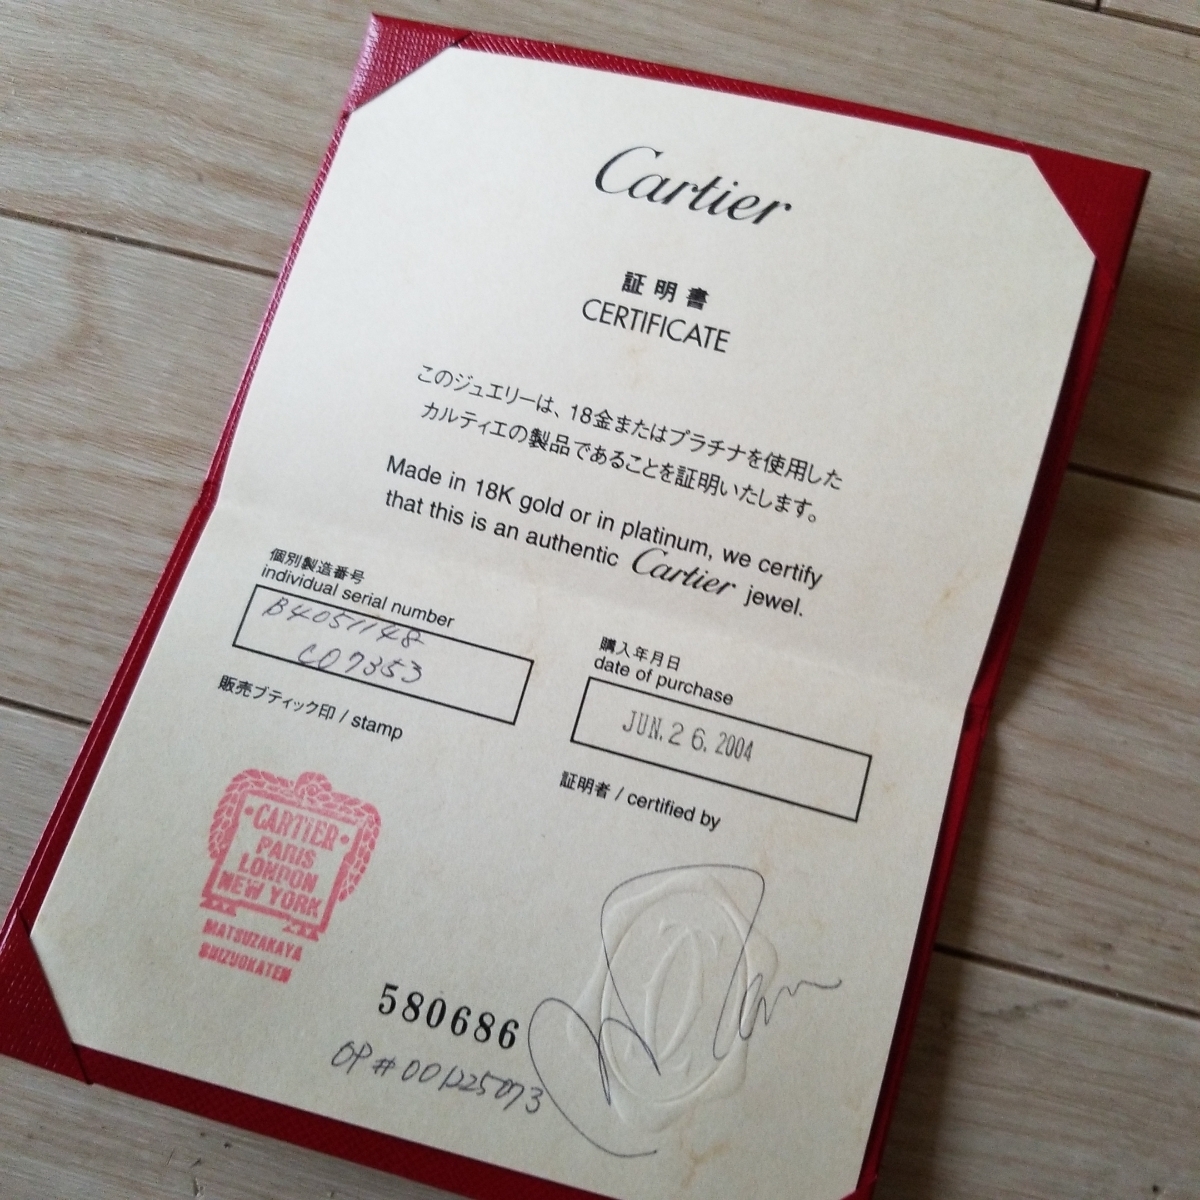 Cartier
証明書
CERTIFICATE
このジュエリーは、18金またはプラチナを使用した
カルティエの製品であることを証明いたします。
Made in 18K gold or in platinum, we certify
that this is an authentic Cartier jewel.
個別製造番号
individual serial number
B4051148
CO7353
購入年月日
date of purchase
JUN. 26. 2004
販売ブティック印 / stamp
証明者 / certified by
CARTIER
PARIS
LONDON
NEW YORK
MATSUZAKAYA
SHIZUOKATEN
580686
OP # 001225073